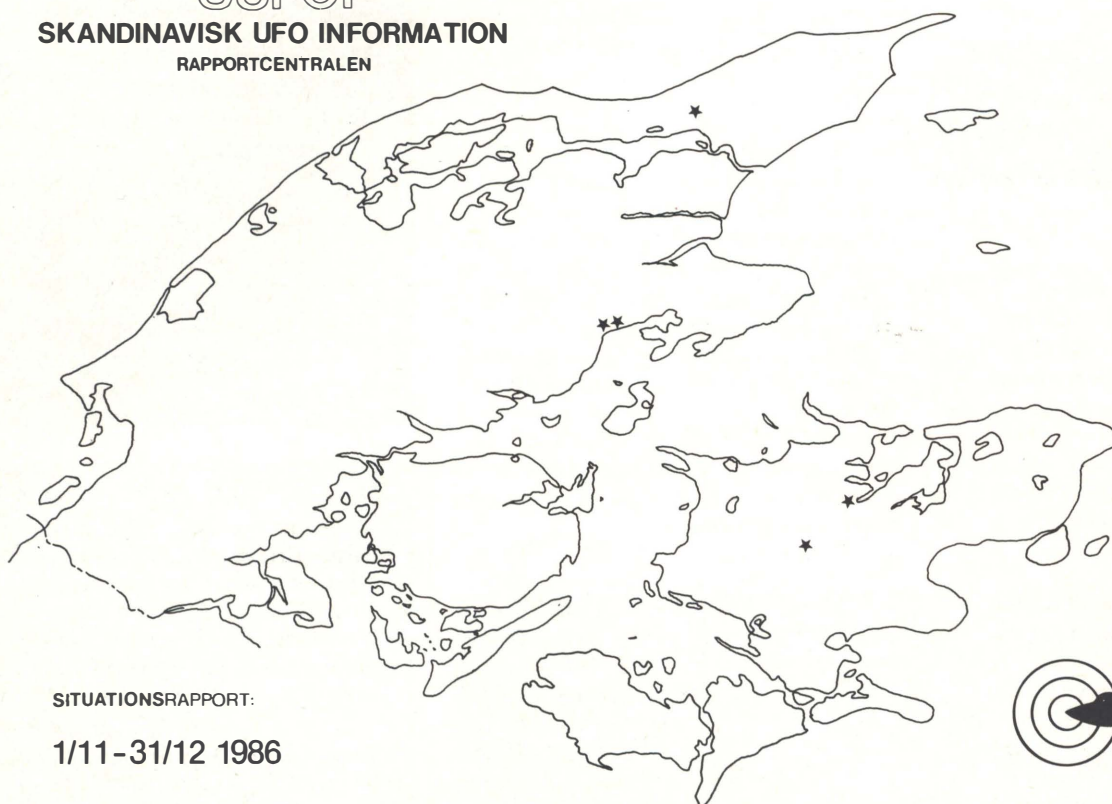 SKANDINAVISK UFO INFORMATION
RAPPORTCENTRALEN
SITUATIONSRAPPORT:
1/11-31/12 1986